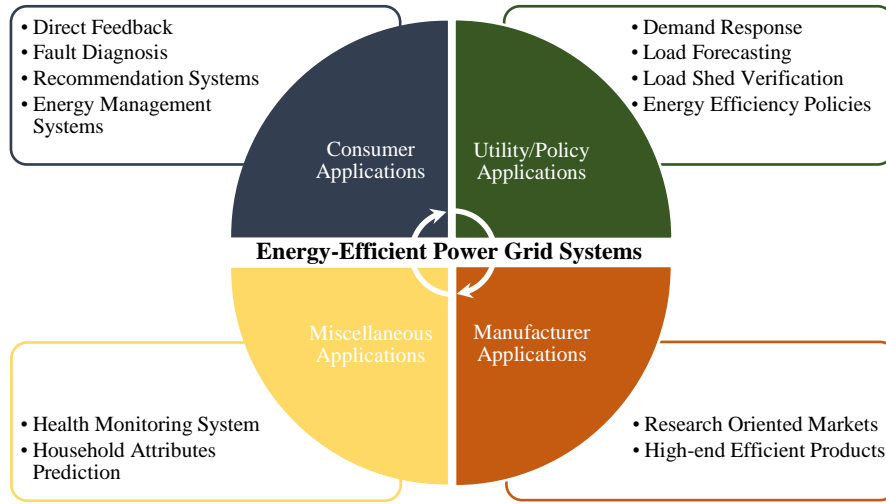 • Direct Feedback
• Fault Diagnosis
• Recommendation Systems
• Energy Management
Systems
• Demand Response
• Load Forecasting
• Load Shed Verification
• Energy Efficiency Policies
Consumer
Applications
Utility/Policy
Applications
Energy-Efficient Power Grid Systems
Miscellaneous
Applications
Manufacturer
Applications
• Health Monitoring System
• Household Attributes
Prediction
• Research Oriented Markets
• High-end Efficient Products